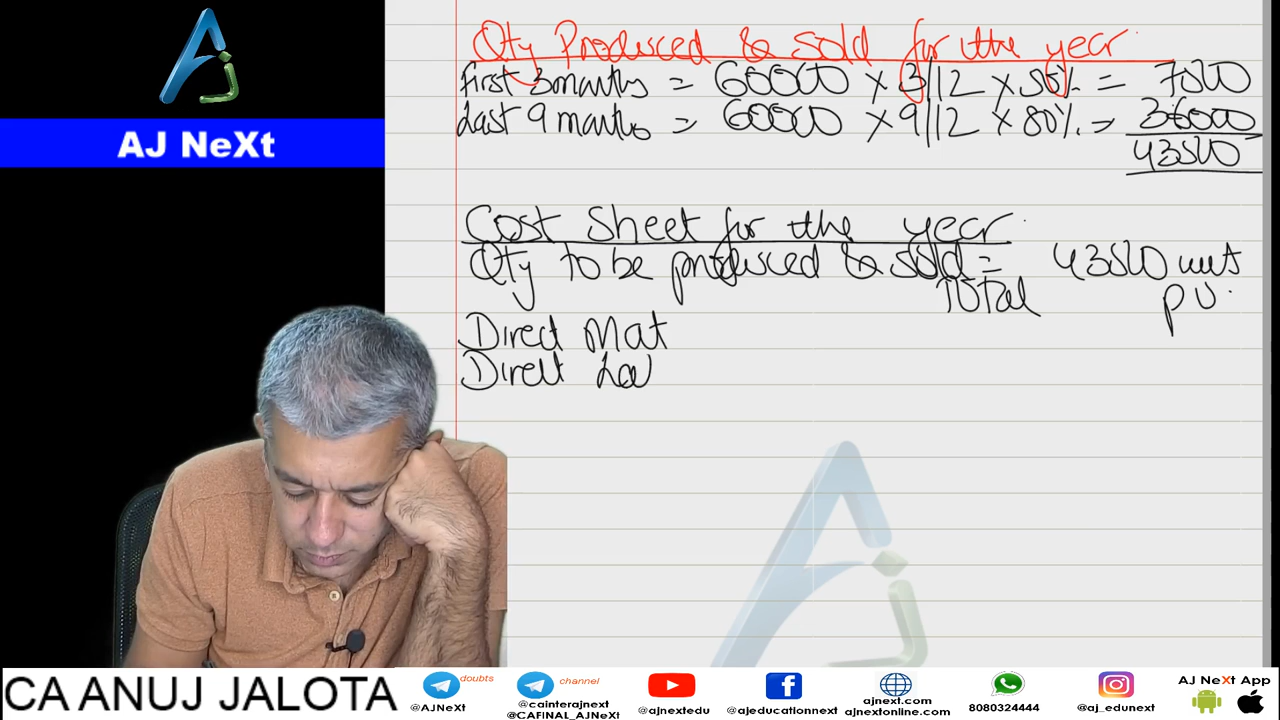 Qty Produced & sold for the year
First 3 months = 60000 × 3/12 × 50% = 7500
Last 9 months = 60000 × 9/12 × 80% = 36000
43500
AJ NeXt
Cost Sheet for the year
Qty to be produced & sold = 43500 units
Total p.u.
Direct Mat
Direct Lab
CA ANUJ JALOTA
doubts
@AJNeXt
channel
@cainterajnext
@CAFINAL_AJNeXt
@ajnextedu
@ajeducationnext
ajnext.com
ajnextonline.com
8080324444
@aj_edunext
AJ NeXt App